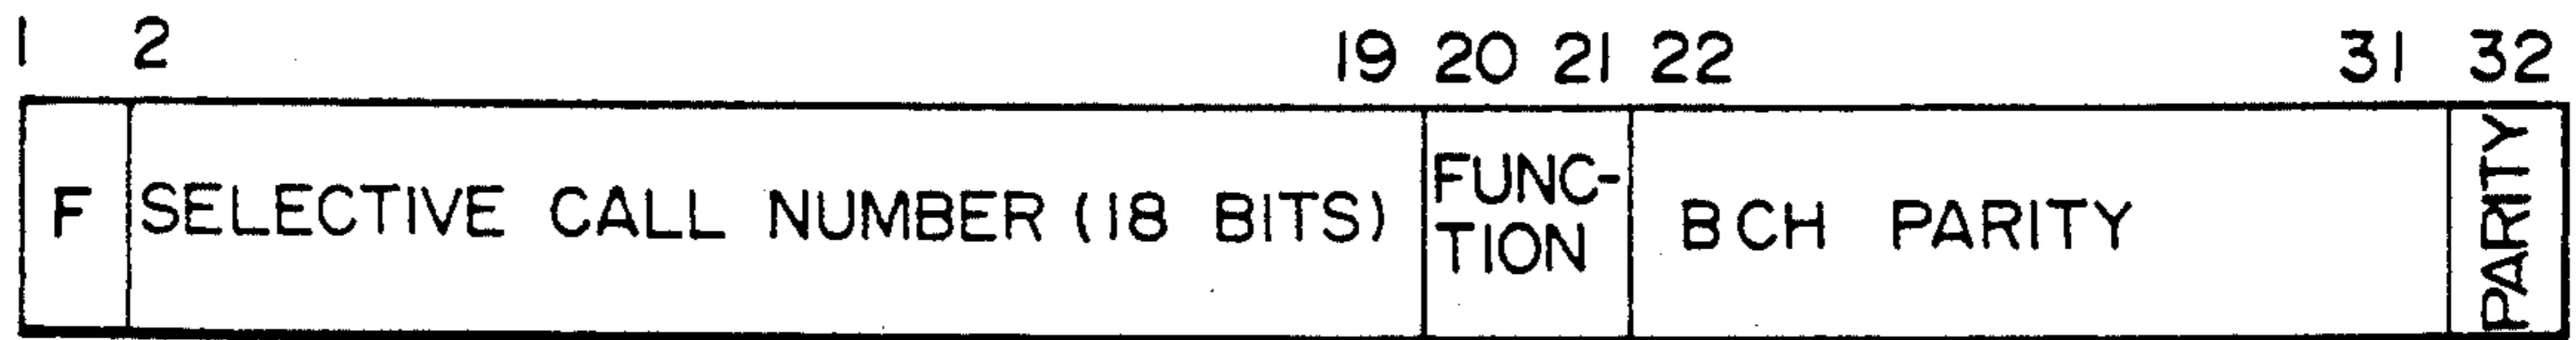 1 2 19 20 21 22 31 32
F SELECTIVE CALL NUMBER (18 BITS) FUNC-
TION BCH PARITY PARITY